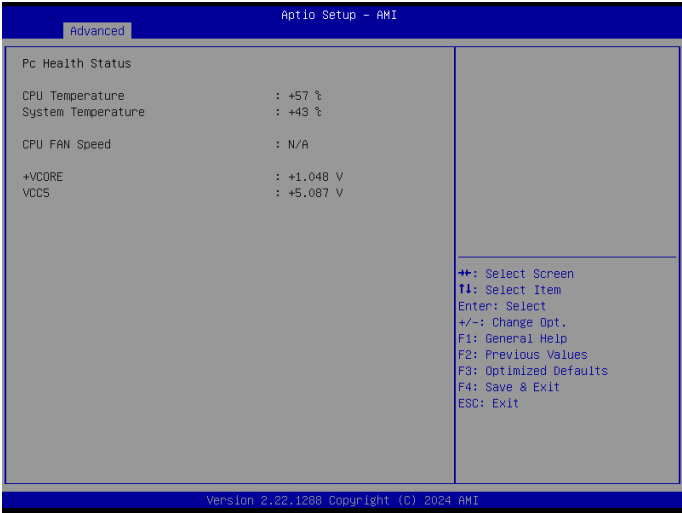 Aptio Setup – AMI
Advanced
Pc Health Status
CPU Temperature : +57 ℃
System Temperature : +43 ℃
CPU FAN Speed : N/A
+VCORE : +1.048 V
VCC5 : +5.087 V
→←: Select Screen
↑↓: Select Item
Enter: Select
+/-: Change Opt.
F1: General Help
F2: Previous Values
F3: Optimized Defaults
F4: Save & Exit
ESC: Exit
Version 2.22.1288 Copyright (C) 2024 AMI